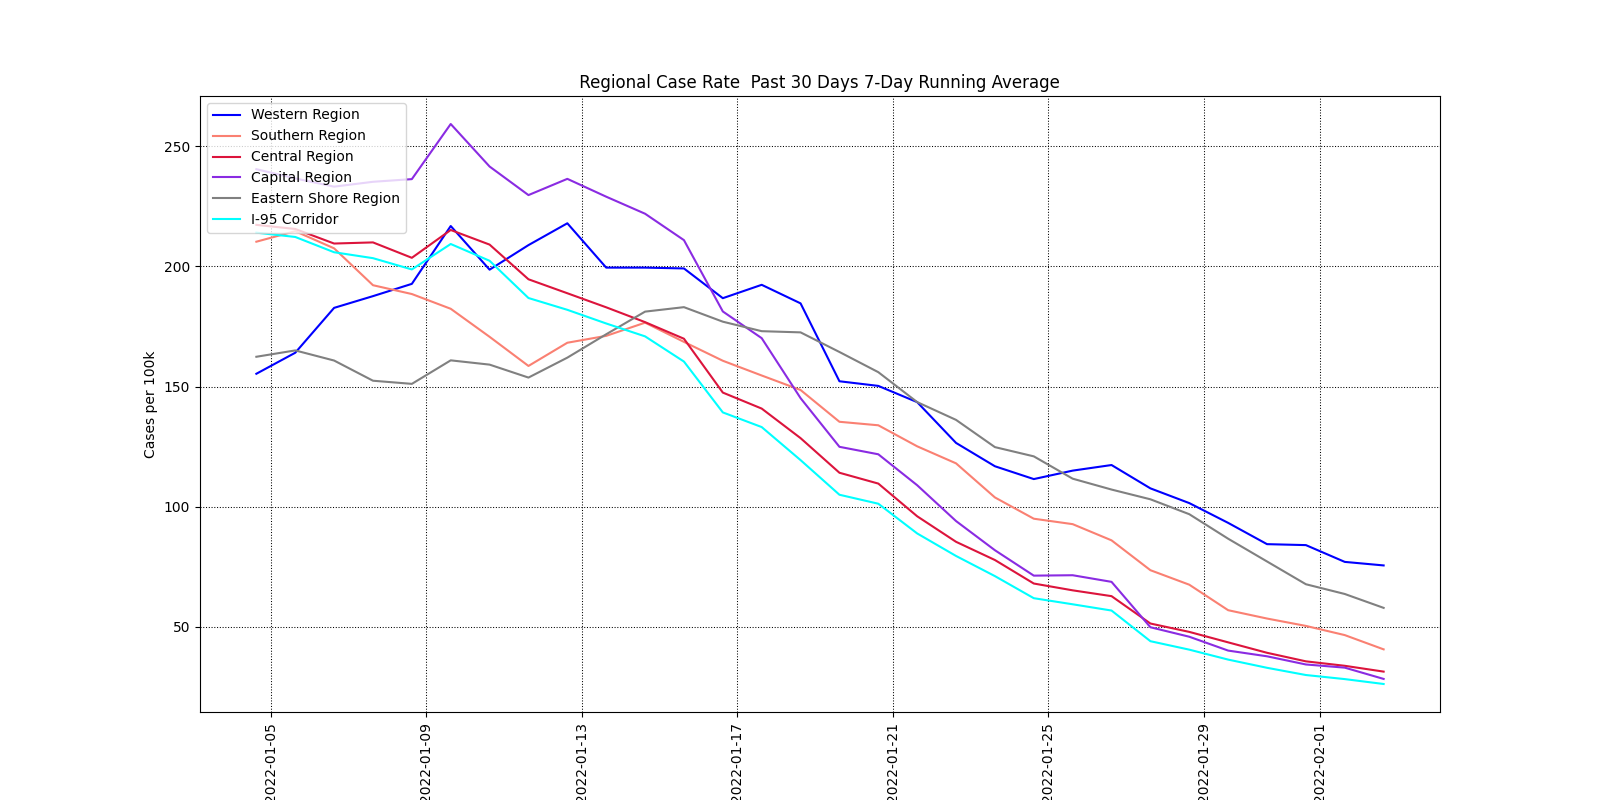 Regional Case Rate  Past 30 Days 7-Day Running Average
Western Region
Southern Region
Central Region
Capital Region
Eastern Shore Region
I-95 Corridor
Cases per 100k
250
200
150
100
50
2022-01-05
2022-01-09
2022-01-13
2022-01-17
2022-01-21
2022-01-25
2022-01-29
2022-02-01